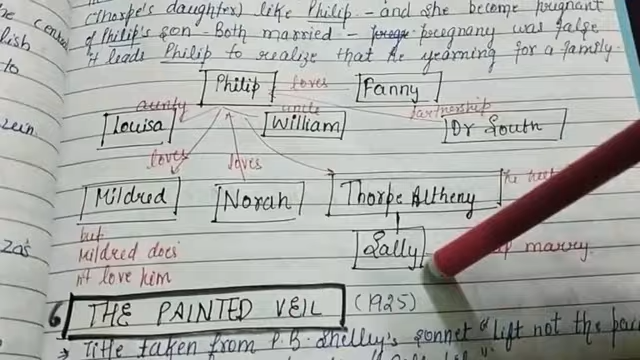 (Thorpe's daughter) like Philip - and she become pregnant
of Philip's son - Both married - pregnany was false
it leads Philip to realize that he yearning for a family.
Philip loves Fanny
aunty uncle partnership
Louisa William Dr South
loves loves
Mildred Norah Thorpe Altheny
but
Mildred does Sally marry
n't love him
6 THE PAINTED VEIL (1925)
→ Title taken from P.B. Shelley's sonnet "Lift not the